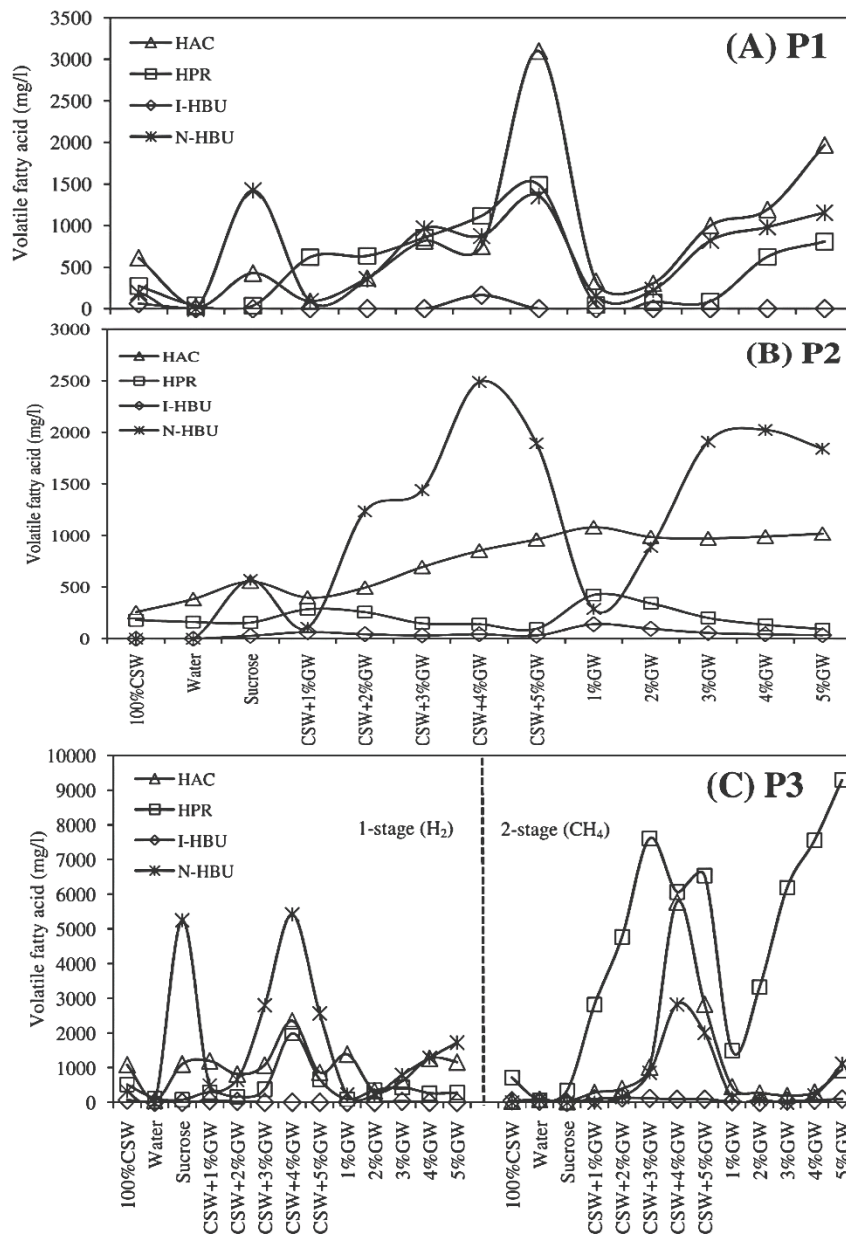 (A) P1
Volatile fatty acid (mg/l)
3500
3000
2500
2000
1500
1000
500
0
HAC
HPR
I-HBU
N-HBU
(B) P2
Volatile fatty acid (mg/l)
3000
2500
2000
1500
1000
500
0
HAC
HPR
I-HBU
N-HBU
100%CSW
Water
Sucrose
CSW+1%GW
CSW+2%GW
CSW+3%GW
CSW+4%GW
CSW+5%GW
1%GW
2%GW
3%GW
4%GW
5%GW
(C) P3
Volatile fatty acid (mg/l)
10000
9000
8000
7000
6000
5000
4000
3000
2000
1000
0
HAC
HPR
I-HBU
N-HBU
1-stage (H₂)
2-stage (CH₄)
100%CSW
Water
Sucrose
CSW+1%GW
CSW+2%GW
CSW+3%GW
CSW+4%GW
CSW+5%GW
1%GW
2%GW
3%GW
4%GW
5%GW
100%CSW
Water
Sucrose
CSW+1%GW
CSW+2%GW
CSW+3%GW
CSW+4%GW
CSW+5%GW
1%GW
2%GW
3%GW
4%GW
5%GW